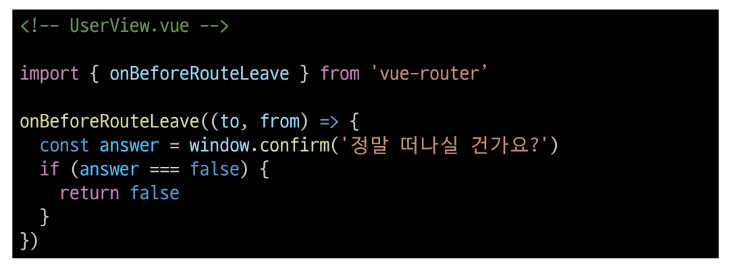 <!-- UserView.vue -->
import { onBeforeRouteLeave } from 'vue-router’
onBeforeRouteLeave((to, from) => {
const answer = window.confirm('정말 떠나실 건가요?')
if (answer === false) {
return false
}
})